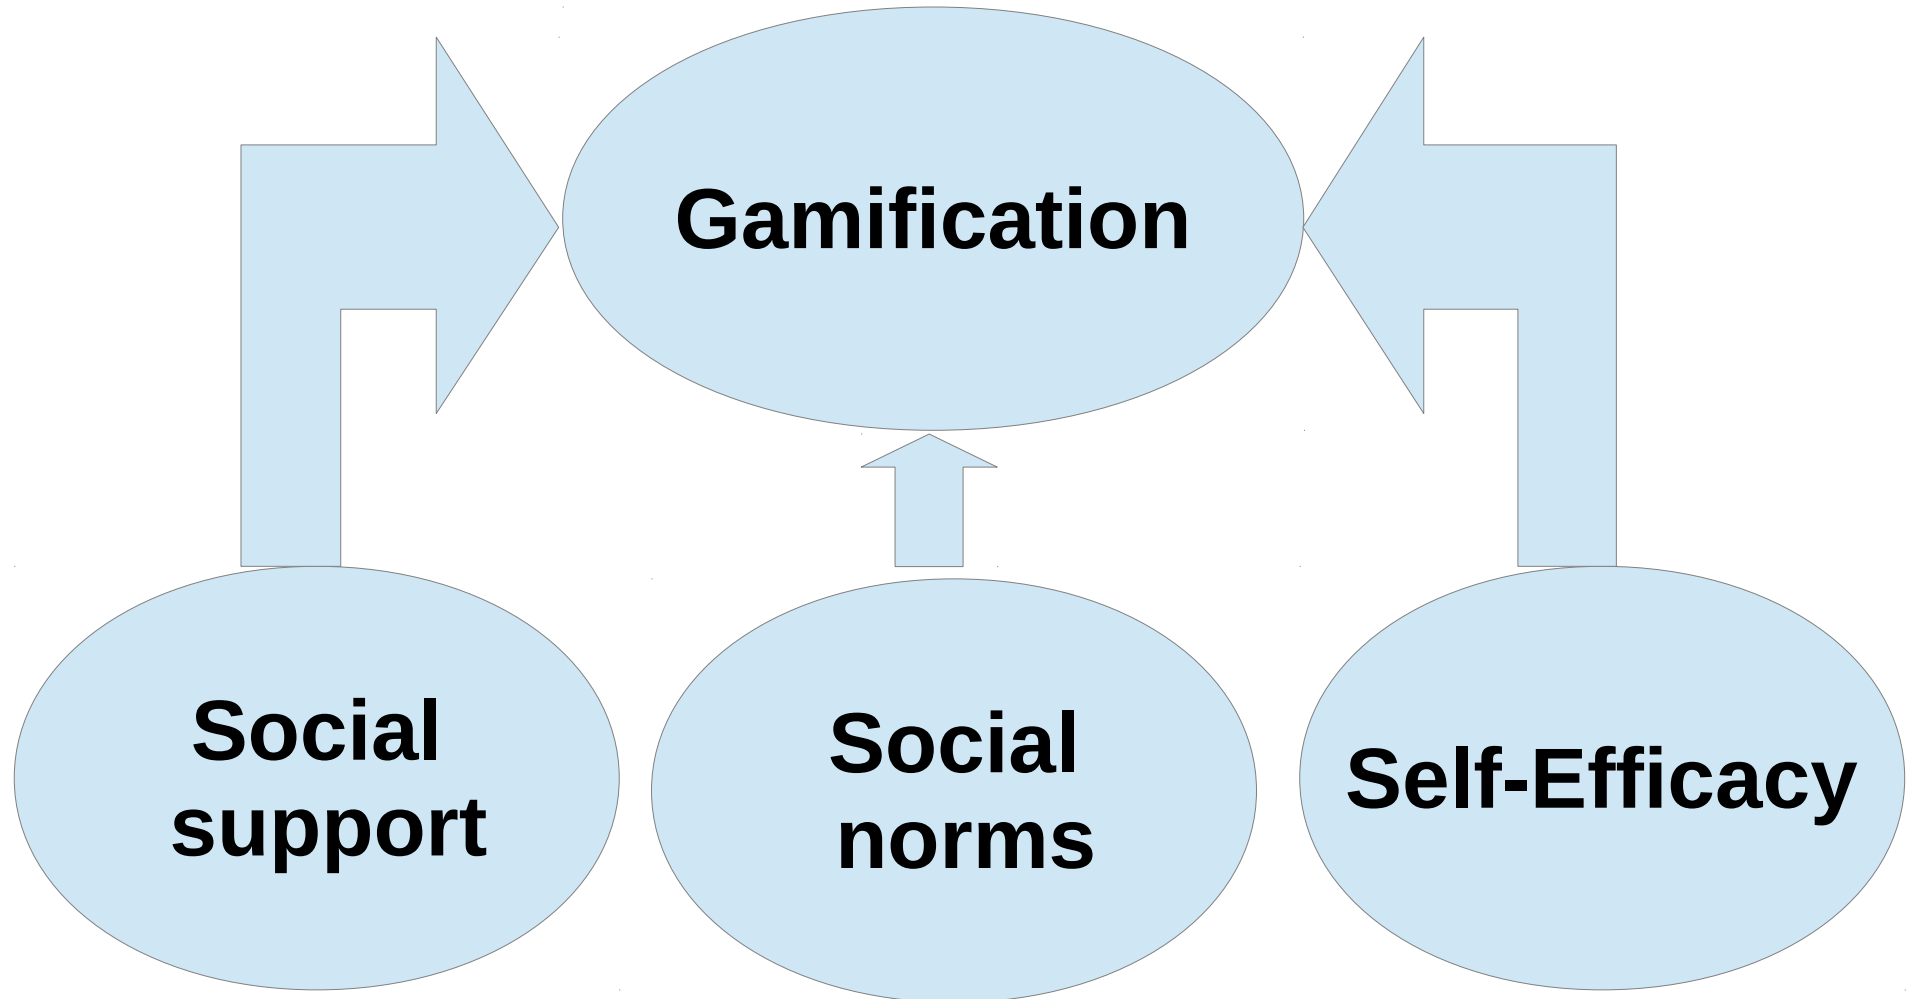 Gamification
Social
support
Social
norms
Self-Efficacy